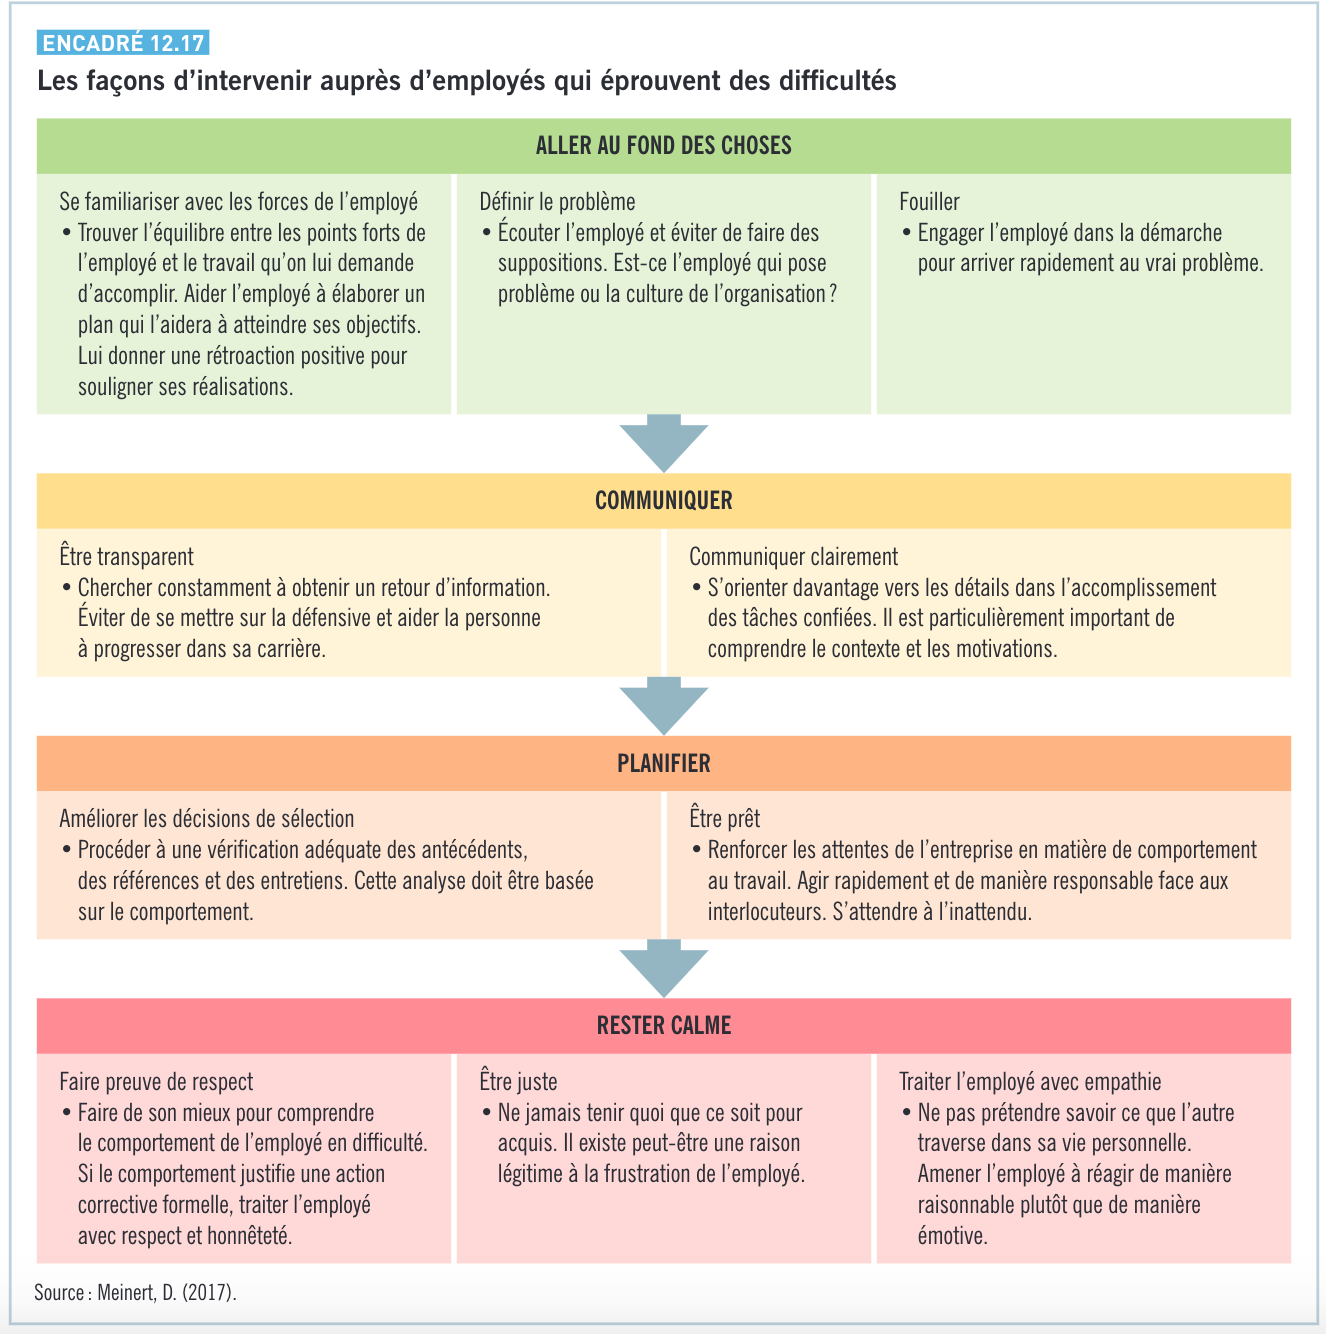 ENCADRÉ 12.17
Les façons d’intervenir auprès d’employés qui éprouvent des difficultés
ALLER AU FOND DES CHOSES
Se familiariser avec les forces de l’employé
• Trouver l’équilibre entre les points forts de
l’employé et le travail qu’on lui demande
d’accomplir. Aider l’employé à élaborer un
plan qui l’aidera à atteindre ses objectifs.
Lui donner une rétroaction positive pour
souligner ses réalisations.
Définir le problème
• Écouter l’employé et éviter de faire des
suppositions. Est-ce l’employé qui pose
problème ou la culture de l’organisation ?
Fouiller
• Engager l’employé dans la démarche
pour arriver rapidement au vrai problème.
COMMUNIQUER
Être transparent
• Chercher constamment à obtenir un retour d’information.
Éviter de se mettre sur la défensive et aider la personne
à progresser dans sa carrière.
Communiquer clairement
• S’orienter davantage vers les détails dans l’accomplissement
des tâches confiées. Il est particulièrement important de
comprendre le contexte et les motivations.
PLANIFIER
Améliorer les décisions de sélection
• Procéder à une vérification adéquate des antécédents,
des références et des entretiens. Cette analyse doit être basée
sur le comportement.
Être prêt
• Renforcer les attentes de l’entreprise en matière de comportement
au travail. Agir rapidement et de manière responsable face aux
interlocuteurs. S’attendre à l’inattendu.
RESTER CALME
Faire preuve de respect
• Faire de son mieux pour comprendre
le comportement de l’employé en difficulté.
Si le comportement justifie une action
corrective formelle, traiter l’employé
avec respect et honnêteté.
Être juste
• Ne jamais tenir quoi que ce soit pour
acquis. Il existe peut-être une raison
légitime à la frustration de l’employé.
Traiter l’employé avec empathie
• Ne pas prétendre savoir ce que l’autre
traverse dans sa vie personnelle.
Amener l’employé à réagir de manière
raisonnable plutôt que de manière
émotive.
Source : Meinert, D. (2017).